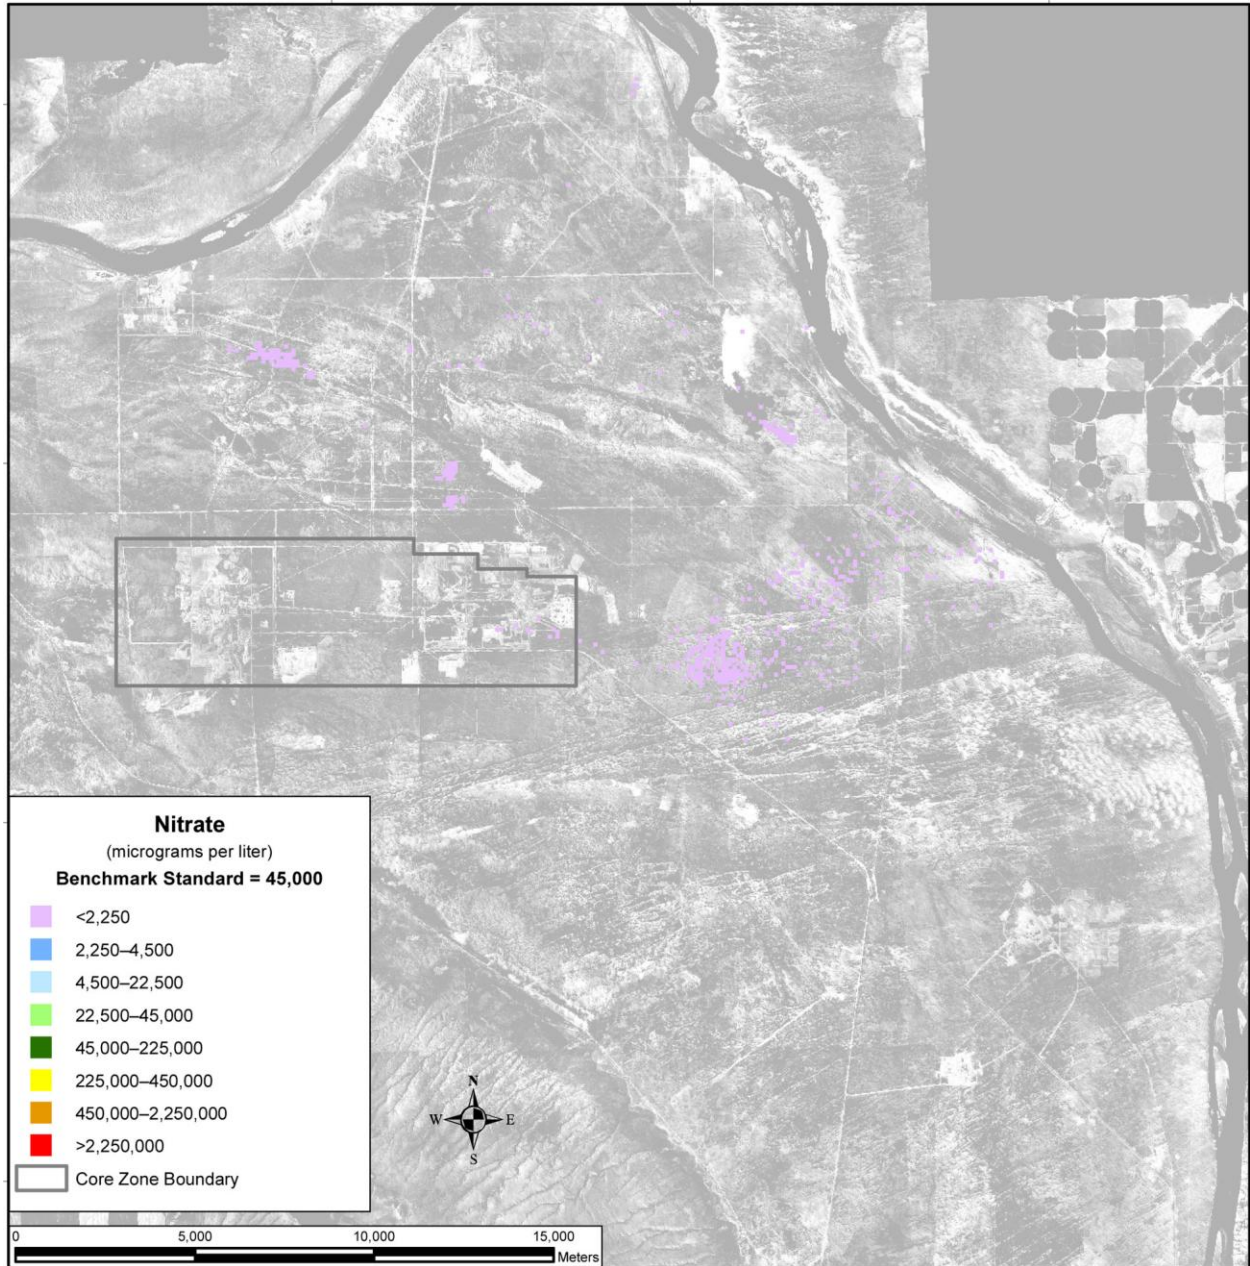 Nitrate
(micrograms per liter)
Benchmark Standard = 45,000
<2,250
2,250–4,500
4,500–22,500
22,500–45,000
45,000–225,000
225,000–450,000
450,000–2,250,000
>2,250,000
Core Zone Boundary
N
W E
S
0 5,000 10,000 15,000
Meters